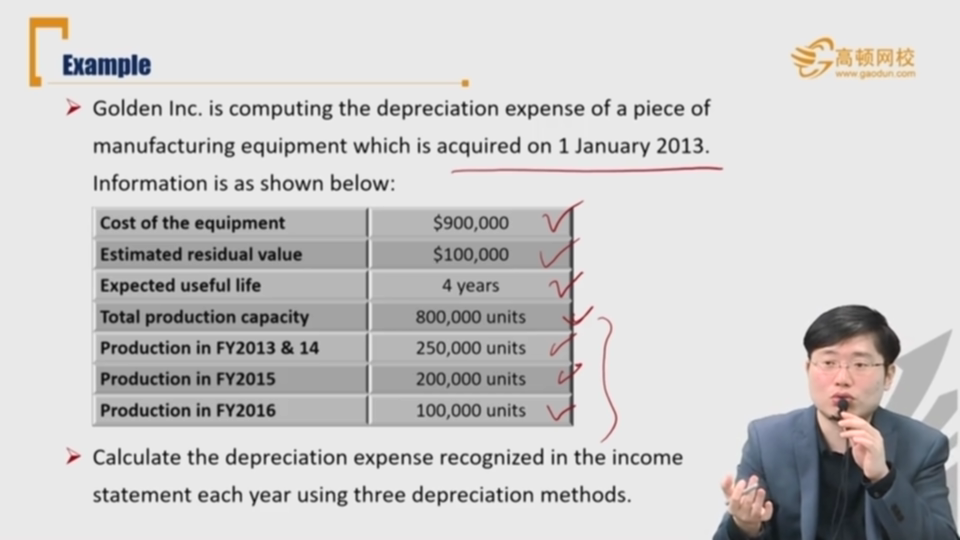 Example
高顿网校
www.gaodun.com
Golden Inc. is computing the depreciation expense of a piece of
manufacturing equipment which is acquired on 1 January 2013.
Information is as shown below:
Cost of the equipment $900,000
Estimated residual value $100,000
Expected useful life 4 years
Total production capacity 800,000 units
Production in FY2013 & 14 250,000 units
Production in FY2015 200,000 units
Production in FY2016 100,000 units
Calculate the depreciation expense recognized in the income
statement each year using three depreciation methods.